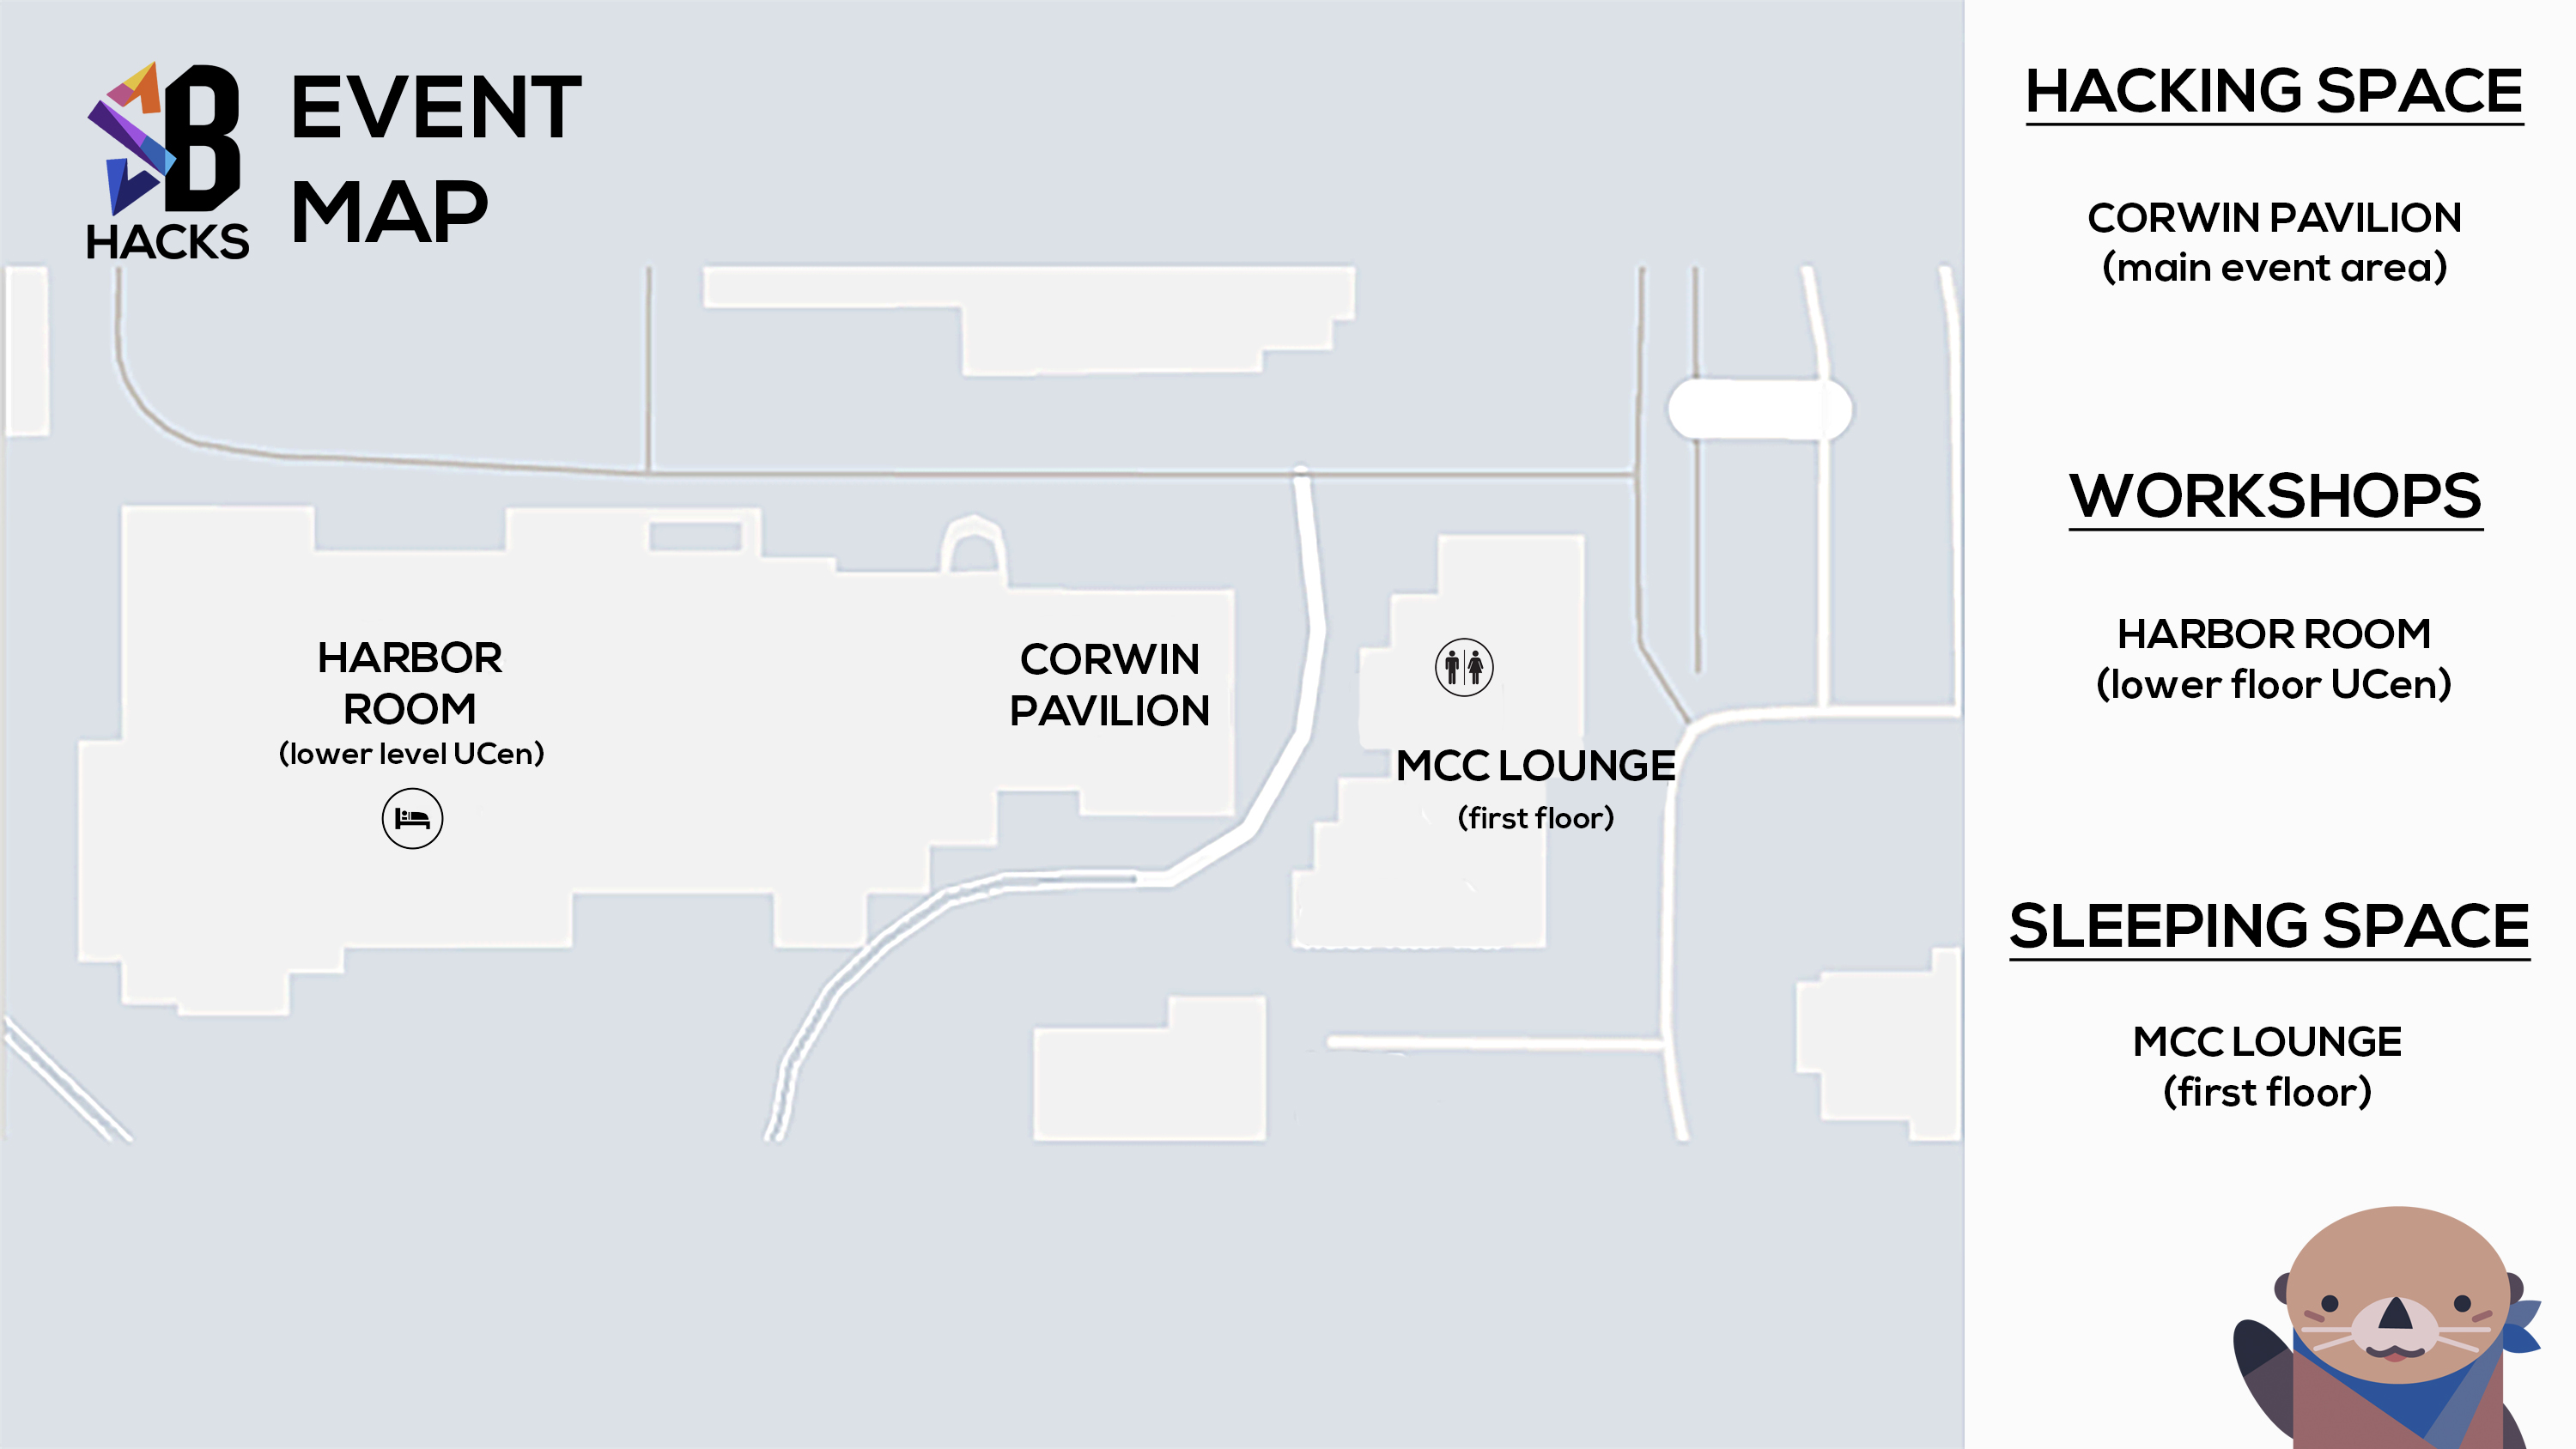 B
HACKS
EVENT
MAP
HARBOR
ROOM
(lower level UCen)
CORWIN
PAVILION
MCC LOUNGE
(first floor)
HACKING SPACE
CORWIN PAVILION
(main event area)
WORKSHOPS
HARBOR ROOM
(lower floor UCen)
SLEEPING SPACE
MCC LOUNGE
(first floor)